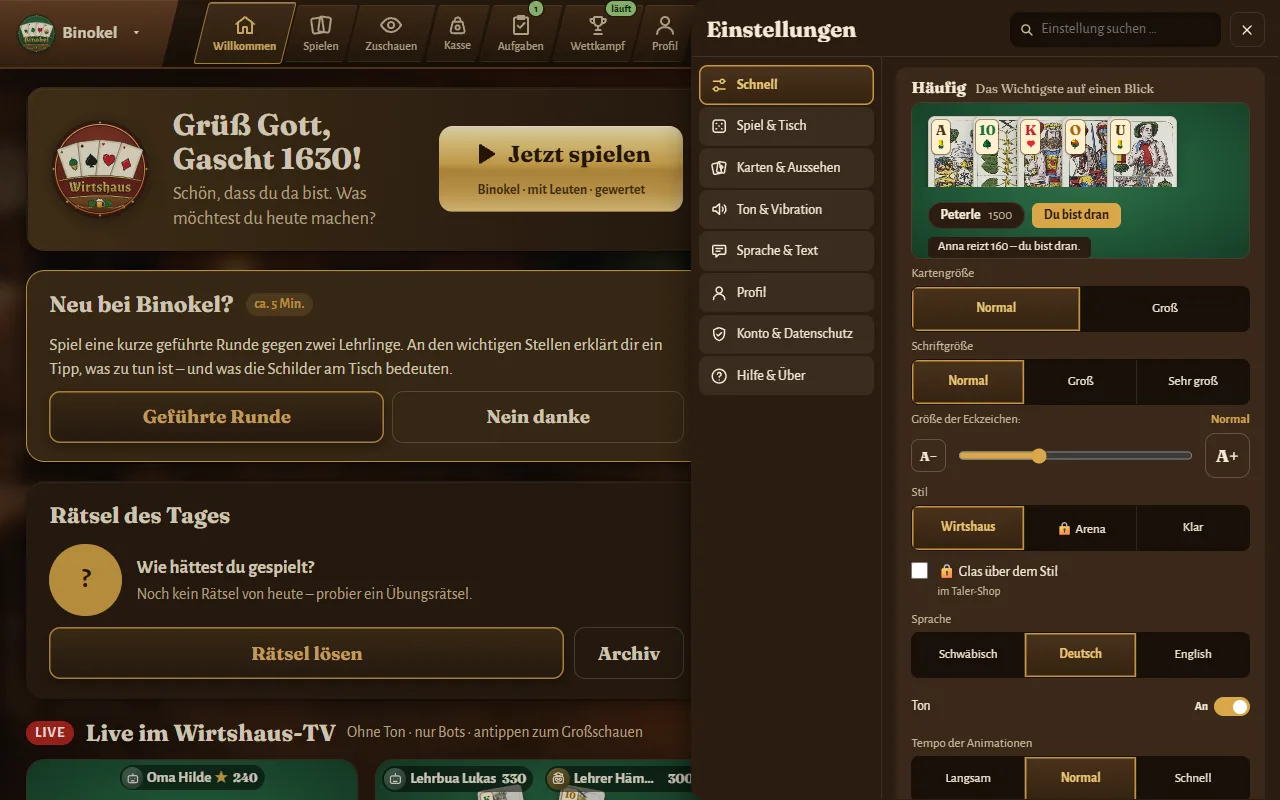 Binokel
Willkommen
Spielen
Zuschauen
Kasse
1
Aufgaben
läuft
Wettkampf
Profil
Wirtshaus
Grüß Gott,
Gascht 1630!
Schön, dass du da bist. Was
möchtest du heute machen?
Jetzt spielen
Binokel · mit Leuten · gewertet
Neu bei Binokel?
ca. 5 Min.
Spiel eine kurze geführte Runde gegen zwei Lehrlinge. An den wichtigen Stellen erklärt dir ein
Tipp, was zu tun ist – und was die Schilder am Tisch bedeuten.
Geführte Runde
Nein danke
Rätsel des Tages
?
Wie hättest du gespielt?
Noch kein Rätsel von heute – probier ein Übungsrätsel.
Rätsel lösen
Archiv
LIVE
Live im Wirtshaus-TV
Ohne Ton · nur Bots · antippen zum Großschauen
Oma Hilde ★ 240
Lehrbua Lukas 330
Lehrer Häm... 300
Einstellungen
Einstellung suchen ...
Schnell
Spiel & Tisch
Karten & Aussehen
Ton & Vibration
Sprache & Text
Profil
Konto & Datenschutz
Hilfe & Über
Häufig Das Wichtigste auf einen Blick
A 10 K O U
Peterle 1500
Du bist dran
Anna reizt 160 – du bist dran.
Kartengröße
Normal
Groß
Schriftgröße
Normal
Groß
Sehr groß
Größe der Eckzeichen:
Normal
A−
A+
Stil
Wirtshaus
Arena
Klar
Glas über dem Stil
im Taler-Shop
Sprache
Schwäbisch
Deutsch
English
Ton
An
Tempo der Animationen
Langsam
Normal
Schnell